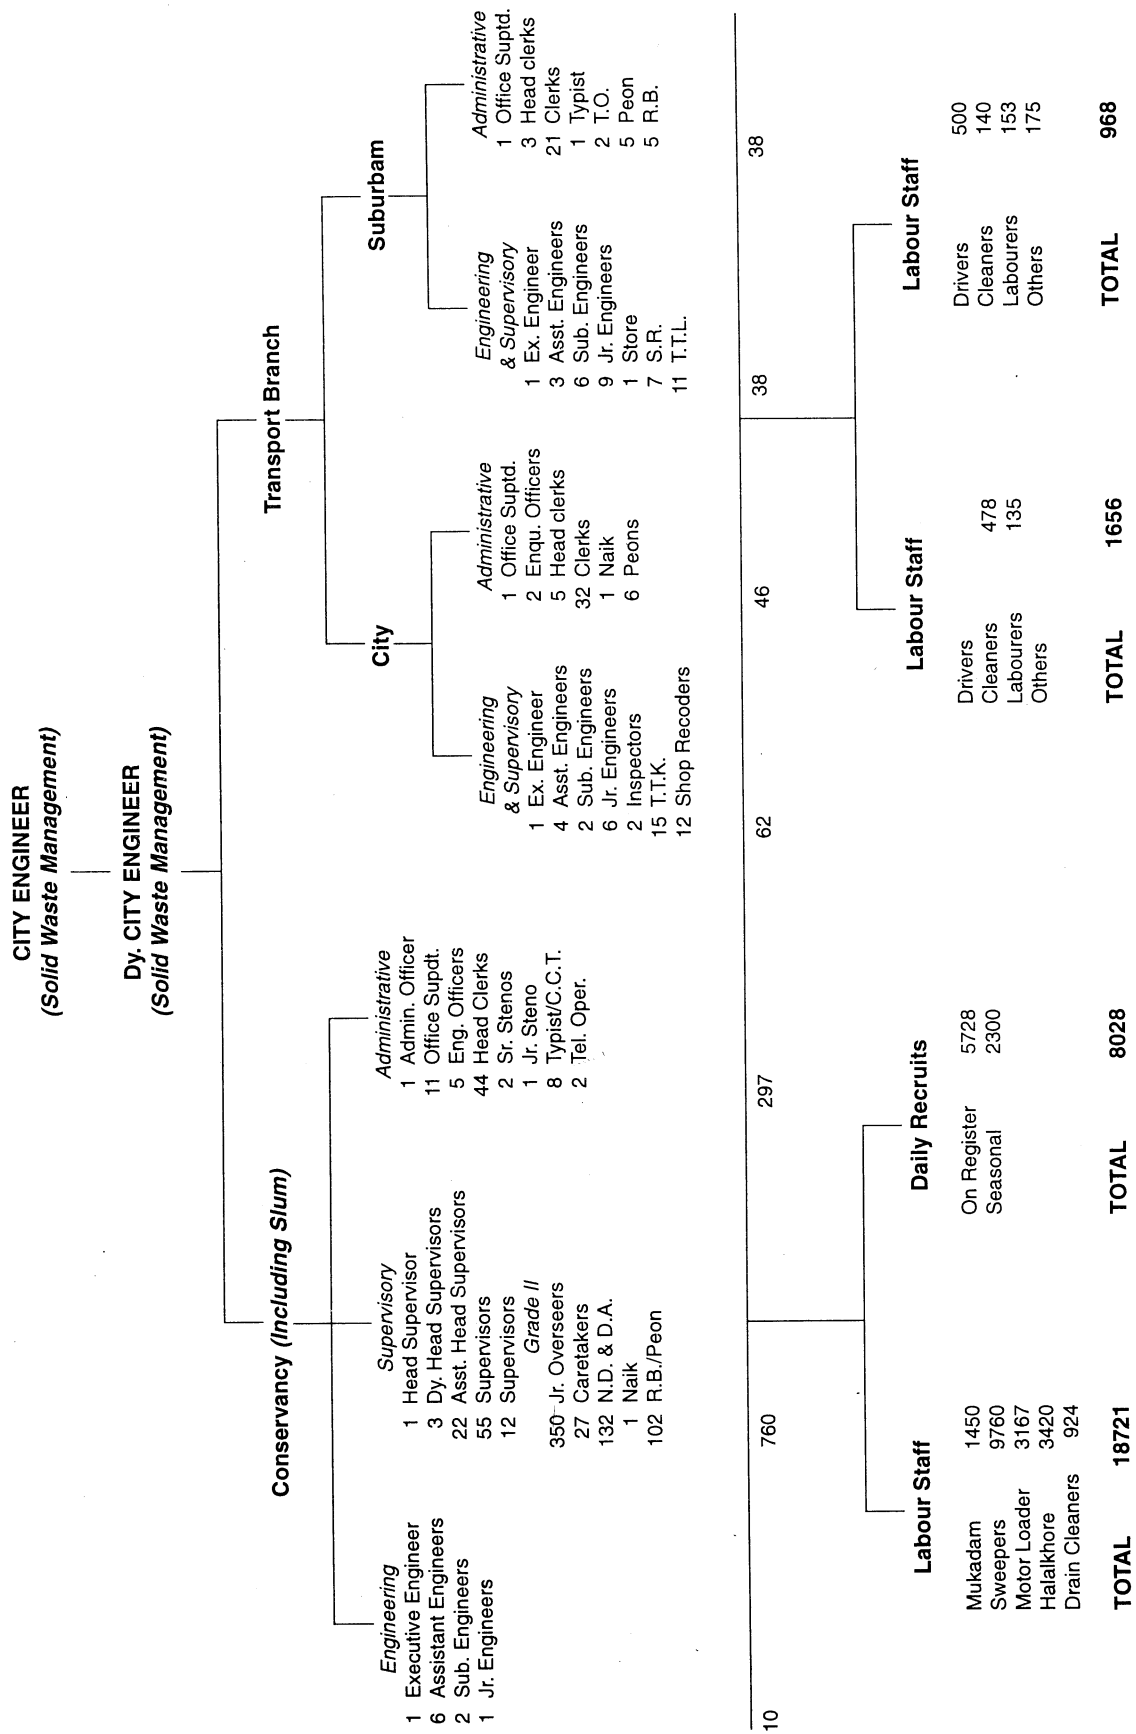 CITY ENGINEER
(Solid Waste Management)
Dy. CITY ENGINEER
(Solid Waste Management)
Conservancy (Including Slum)
Transport Branch
City
Suburbam
Engineering
1 Executive Engineer
6 Assistant Engineers
2 Sub. Engineers
1 Jr. Engineers
Supervisory
1 Head Supervisor
3 Dy. Head Supervisors
22 Asst. Head Supervisors
55 Supervisors
12 Supervisors
Grade II
350 Jr. Overseers
27 Caretakers
132 N.D. & D.A.
1 Naik
102 R.B./Peon
Administrative
1 Admin. Officer
11 Office Supdt.
5 Eng. Officers
44 Head Clerks
2 Sr. Stenos
1 Jr. Steno
8 Typist/C.C.T.
2 Tel. Oper.
Engineering
& Supervisory
1 Ex. Engineer
4 Asst. Engineers
2 Sub. Engineers
6 Jr. Engineers
2 Inspectors
15 T.T.K.
12 Shop Recoders
Administrative
1 Office Suptd.
2 Enqu. Officers
5 Head clerks
32 Clerks
1 Naik
6 Peons
Engineering
& Supervisory
1 Ex. Engineer
3 Asst. Engineers
6 Sub. Engineers
9 Jr. Engineers
1 Store
7 S.R.
11 T.T.L.
Administrative
1 Office Suptd.
3 Head clerks
21 Clerks
1 Typist
2 T.O.
5 Peon
5 R.B.
10 760 297 62 46 38 38
Labour Staff
Mukadam 1450
Sweepers 9760
Motor Loader 3167
Halalkhore 3420
Drain Cleaners 924
TOTAL 18721
Daily Recruits
On Register 5728
Seasonal 2300
TOTAL 8028
Labour Staff
Drivers
Cleaners 478
Labourers 135
Others
TOTAL 1656
Labour Staff
Drivers 500
Cleaners 140
Labourers 153
Others 175
TOTAL 968